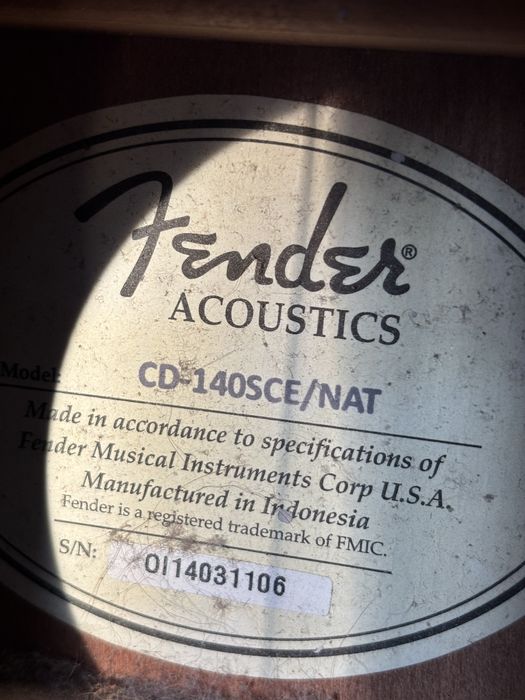 Fender®
ACOUSTICS
Model: CD-140SCE/NAT
Made in accordance to specifications of
Fender Musical Instruments Corp U.S.A.
Manufactured in Indonesia
Fender is a registered trademark of FMIC.
S/N: OI14031106